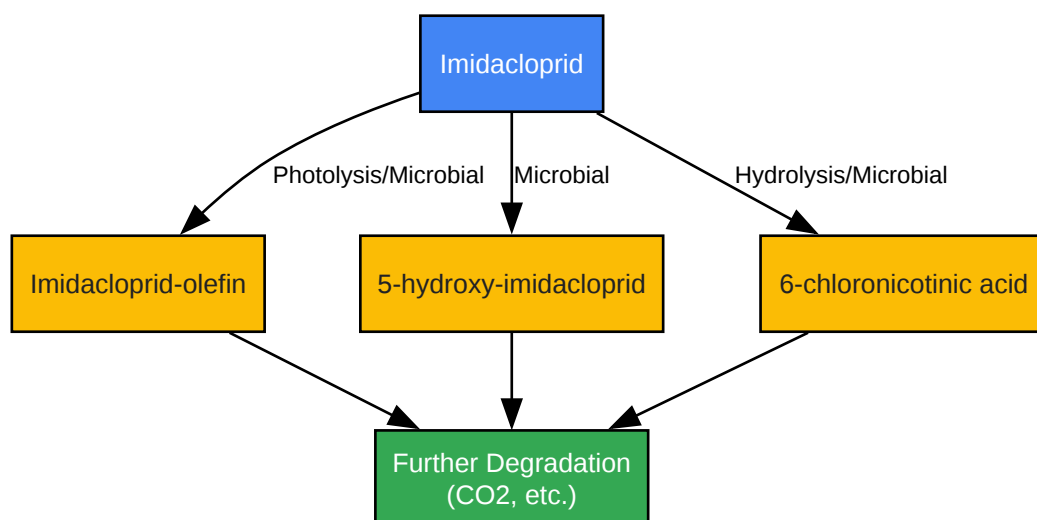 Imidacloprid
Photolysis/Microbial
Microbial
Hydrolysis/Microbial
Imidacloprid-olefin
5-hydroxy-imidacloprid
6-chloronicotinic acid
Further Degradation
(CO2, etc.)